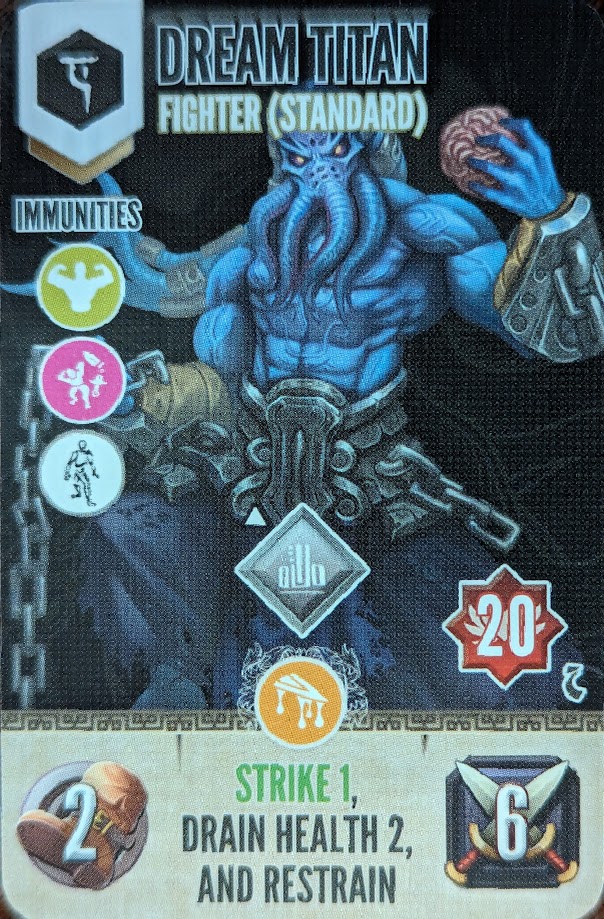 DREAM TITAN
FIGHTER (STANDARD)
IMMUNITIES
20
2
STRIKE 1,
DRAIN HEALTH 2,
AND RESTRAIN
6